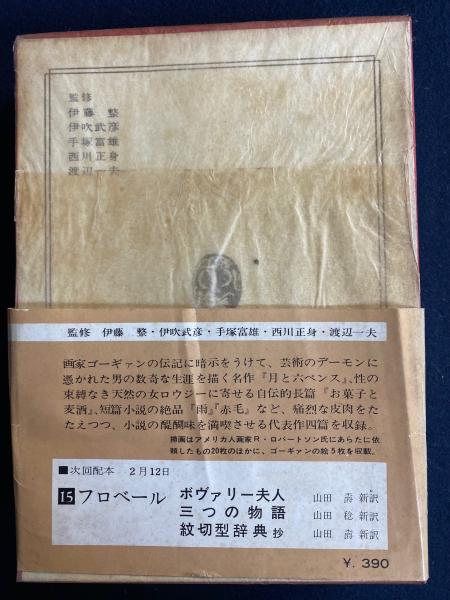 監修
伊藤 整
伊吹武彦
手塚富雄
西川正身
渡辺一夫
監修 伊藤 整・伊吹武彦・手塚富雄・西川正身・渡辺一夫
画家ゴーギァンの伝記に暗示をうけて、芸術のデーモンに
憑かれた男の数奇な生涯を描く名作『月と六ペンス』、性の
束縛なき天然の女ロウジーに寄せる自伝的長篇『お菓子と
麦酒』、短篇小説の絶品『雨』『赤毛』など、痛烈な皮肉をた
たえつつ、小説の醍醐味を満喫させる代表作四篇を収録。
挿画はアメリカ人画家R・ロバートソン氏にあらたに依
頼したもの20枚のほかに、ゴーギァンの絵5枚を収載。
■次回配本 2月12日
15 フロベール ボヴァリー夫人 山田 𣝣 新訳
三つの物語 山田 稔 新訳
紋切型辞典 抄 山田 𣝣 新訳
¥. 390